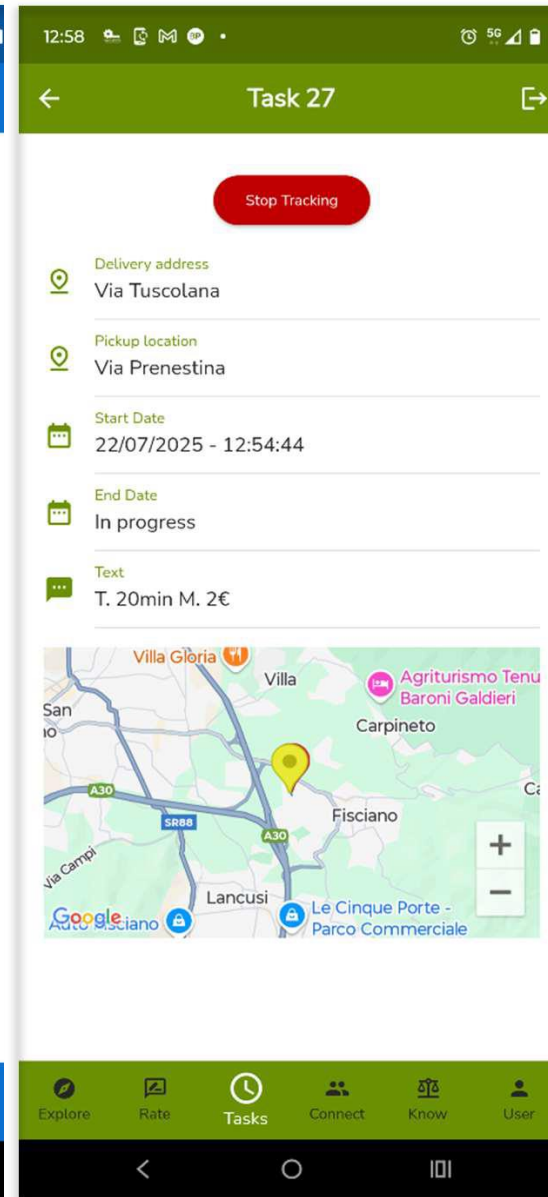 12:58
5G
Task 27
Stop Tracking
Delivery address
Via Tuscolana
Pickup location
Via Prenestina
Start Date
22/07/2025 - 12:54:44
End Date
In progress
Text
T. 20min M. 2€
Villa Gloria
Villa
Agriturismo Tenu
Baroni Galdieri
San
Carpineto
A30
SR88
A30
Fisciano
Via Campi
Lancusi
Le Cinque Porte -
Parco Commerciale
Google
+
−
Explore
Rate
Tasks
Connect
Know
User